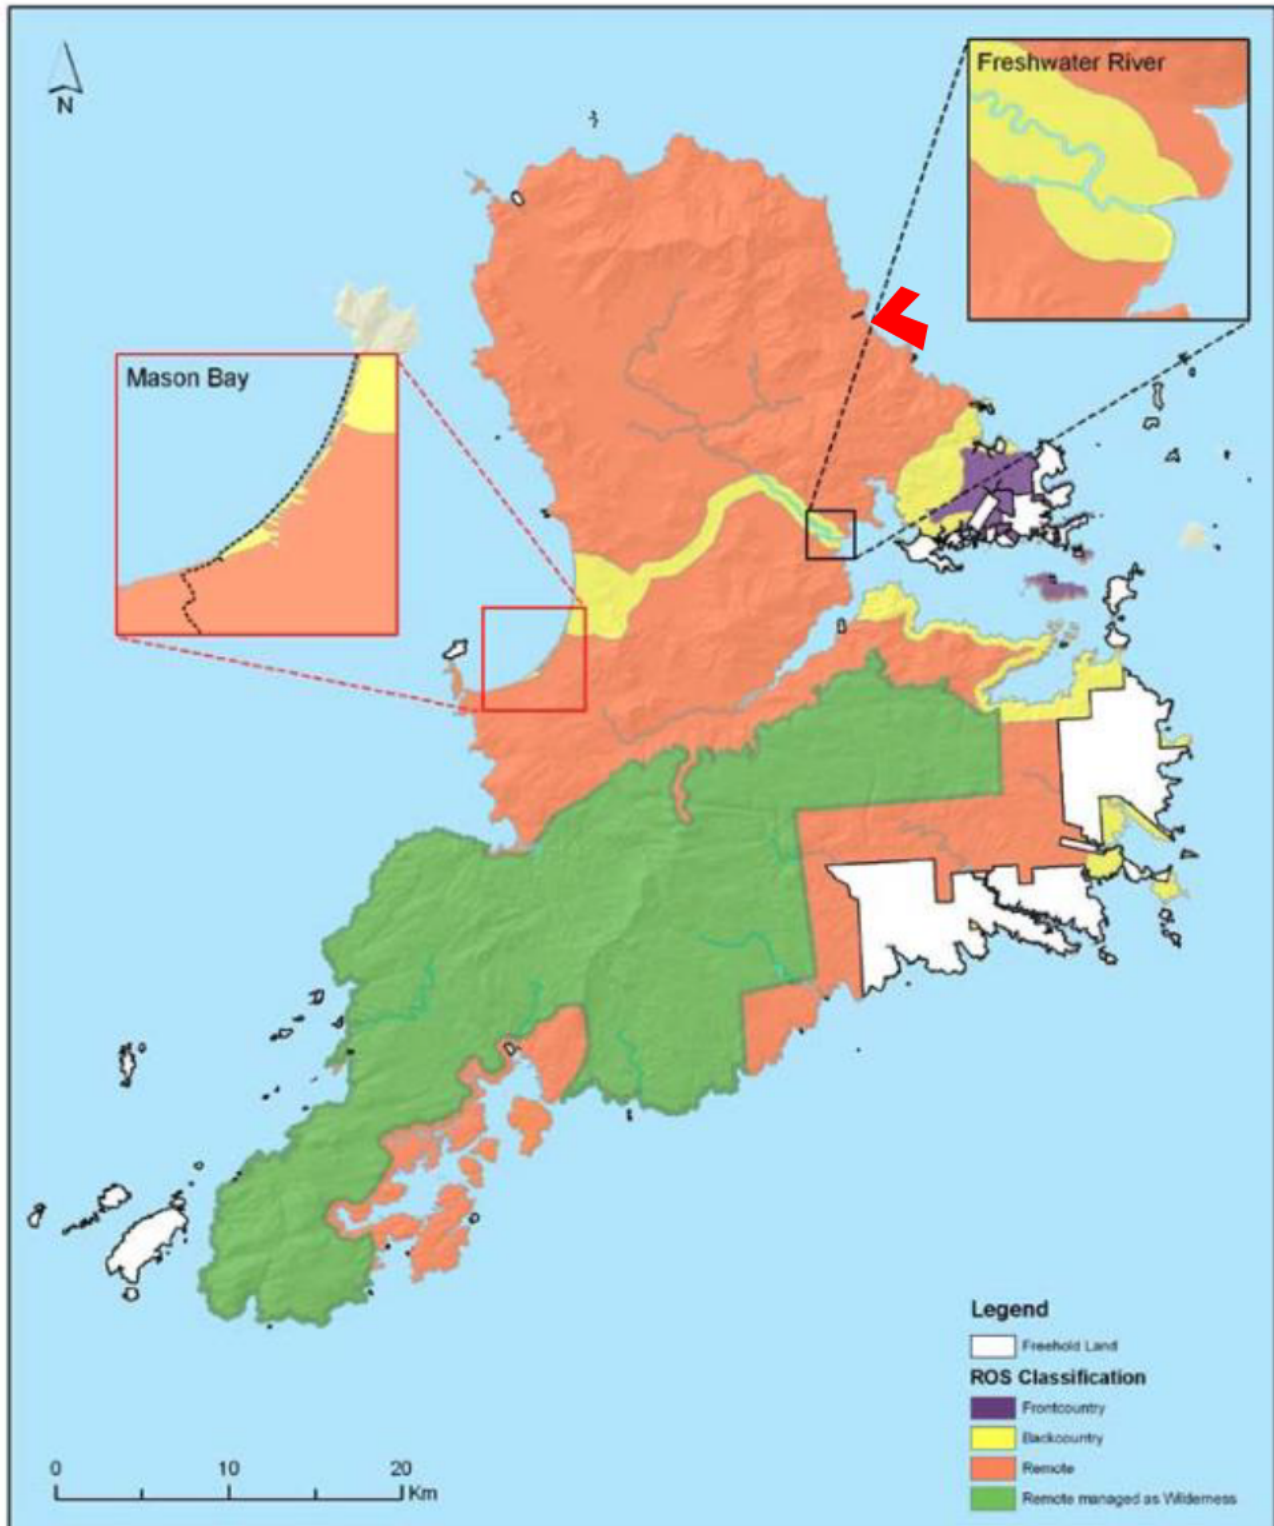 N
Freshwater River
Mason Bay
Legend
Freehold Land
ROS Classification
Frontcountry
Backcountry
Remote
Remote managed as Wilderness
0 10 20
Km